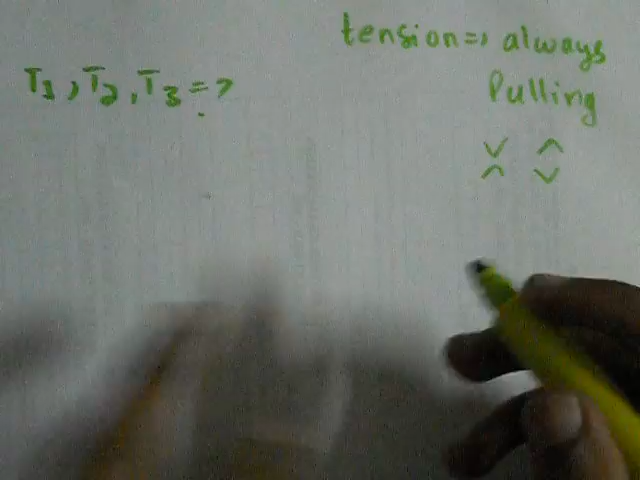 tension=> always
Pulling
T1, T2, T3 = ?